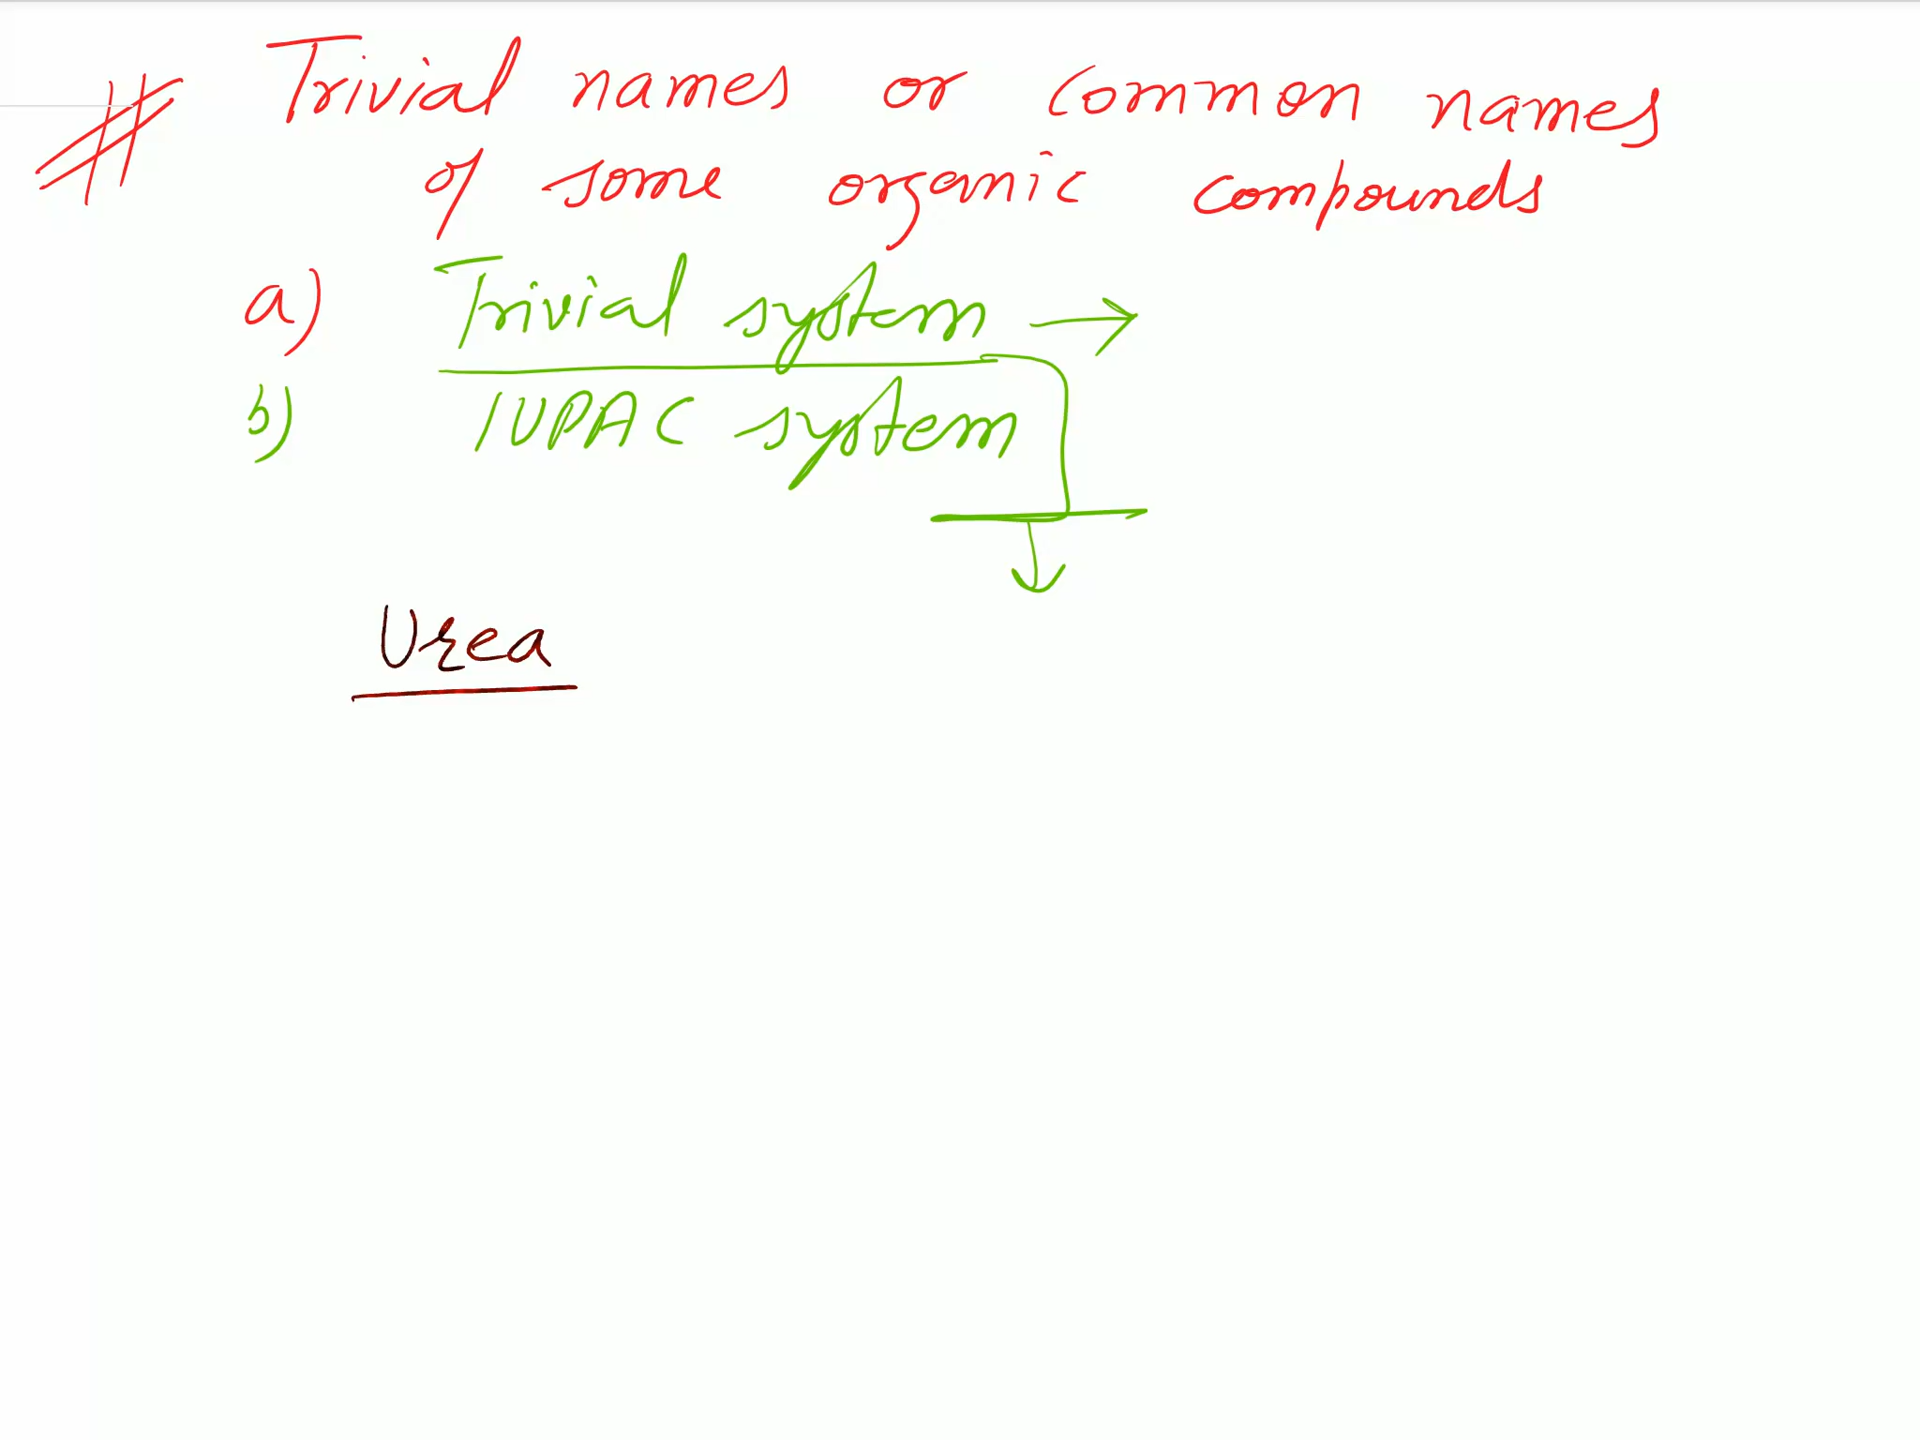 # Trivial names or common names
of some organic compounds
a) Trivial system →
b) IUPAC system
Urea